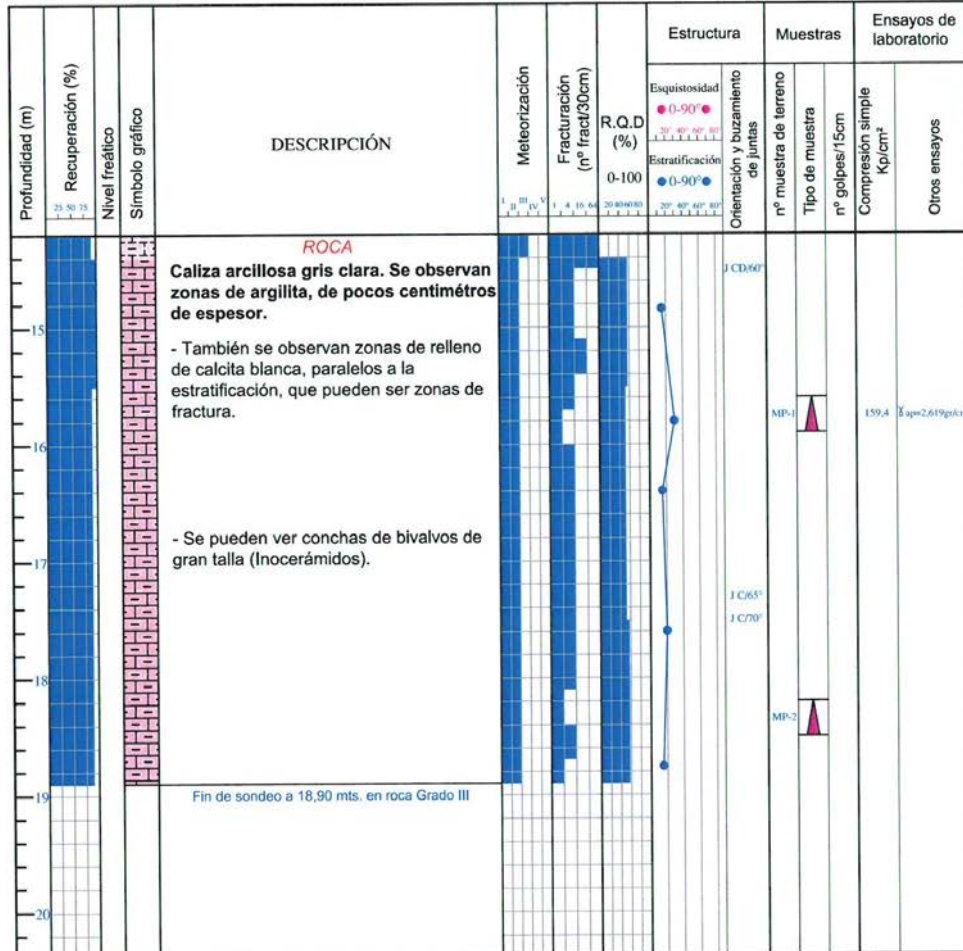 Profundidad (m)
Recuperación (%)
25 50 75
Nivel freático
Símbolo gráfico
DESCRIPCIÓN
Meteorización
I II III IV V
Fracturación
(nº fract/30cm)
1 4 16 64
R.Q.D
(%)
0-100
20 40 60 80
Estructura
Esquistosidad
0-90°
20° 40° 60° 80°
Estratificación
0-90°
20° 40° 60° 80°
Orientación y buzamiento
de juntas
Muestras
nº muestra de terreno
Tipo de muestra
nº golpes/15cm
Ensayos de
laboratorio
Compresión simple
Kp/cm²
Otros ensayos
ROCA
Caliza arcillosa gris clara. Se observan
zonas de argilita, de pocos centimétros
de espesor.
J CD/60°
15
- También se observan zonas de relleno
de calcita blanca, paralelos a la
estratificación, que pueden ser zonas de
fractura.
MP-1
159,4
γ ap=2,619gr/c
16
- Se pueden ver conchas de bivalvos de
gran talla (Inocerámidos).
17
J C/65°
J C/70°
18
MP-2
19
Fin de sondeo a 18,90 mts. en roca Grado III
20